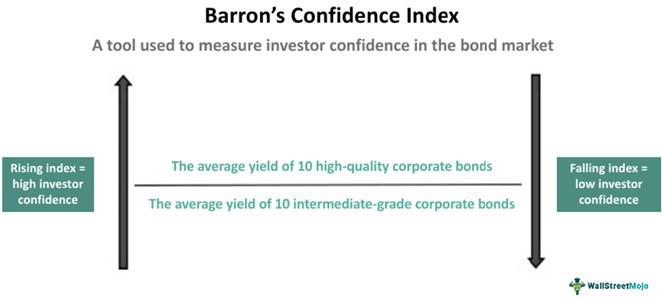 Barron's Confidence Index
A tool used to measure investor confidence in the bond market
Rising index =
high investor
confidence
The average yield of 10 high-quality corporate bonds
The average yield of 10 intermediate-grade corporate bonds
Falling index =
low investor
confidence
WallStreetMojo